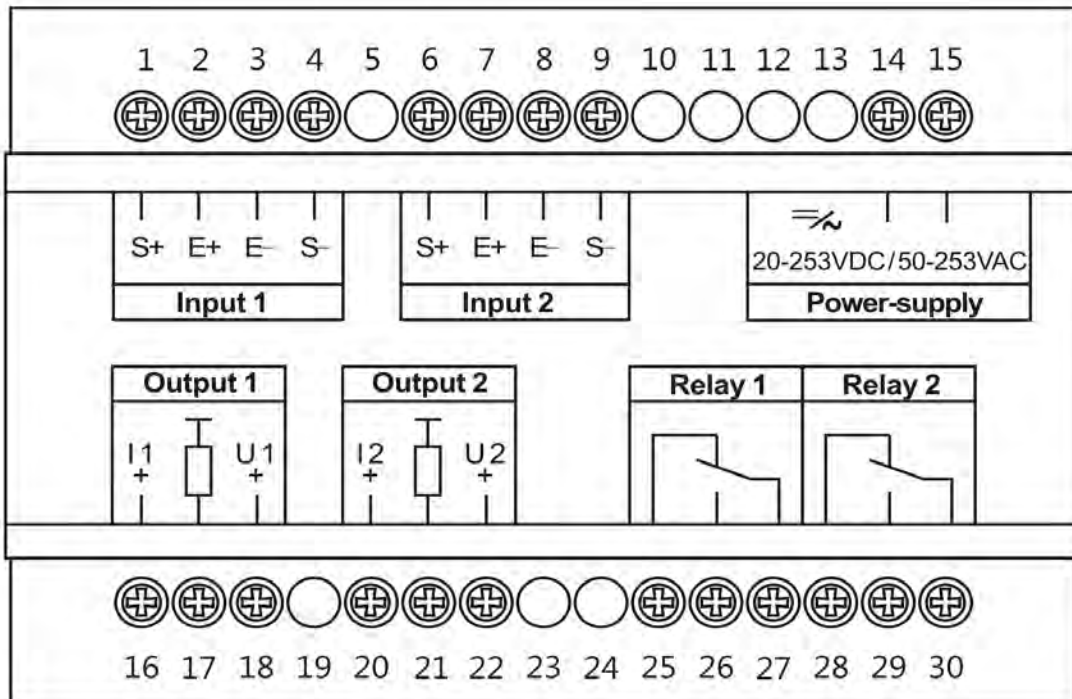 1 2 3 4 5 6 7 8 9 10 11 12 13 14 15
S+ E+ E- S- S+ E+ E- S- ⎓/~
20-253VDC/50-253VAC
Input 1 Input 2 Power-supply
Output 1 Output 2 Relay 1 Relay 2
I1 U1 I2 U2
+ + + +
16 17 18 19 20 21 22 23 24 25 26 27 28 29 30